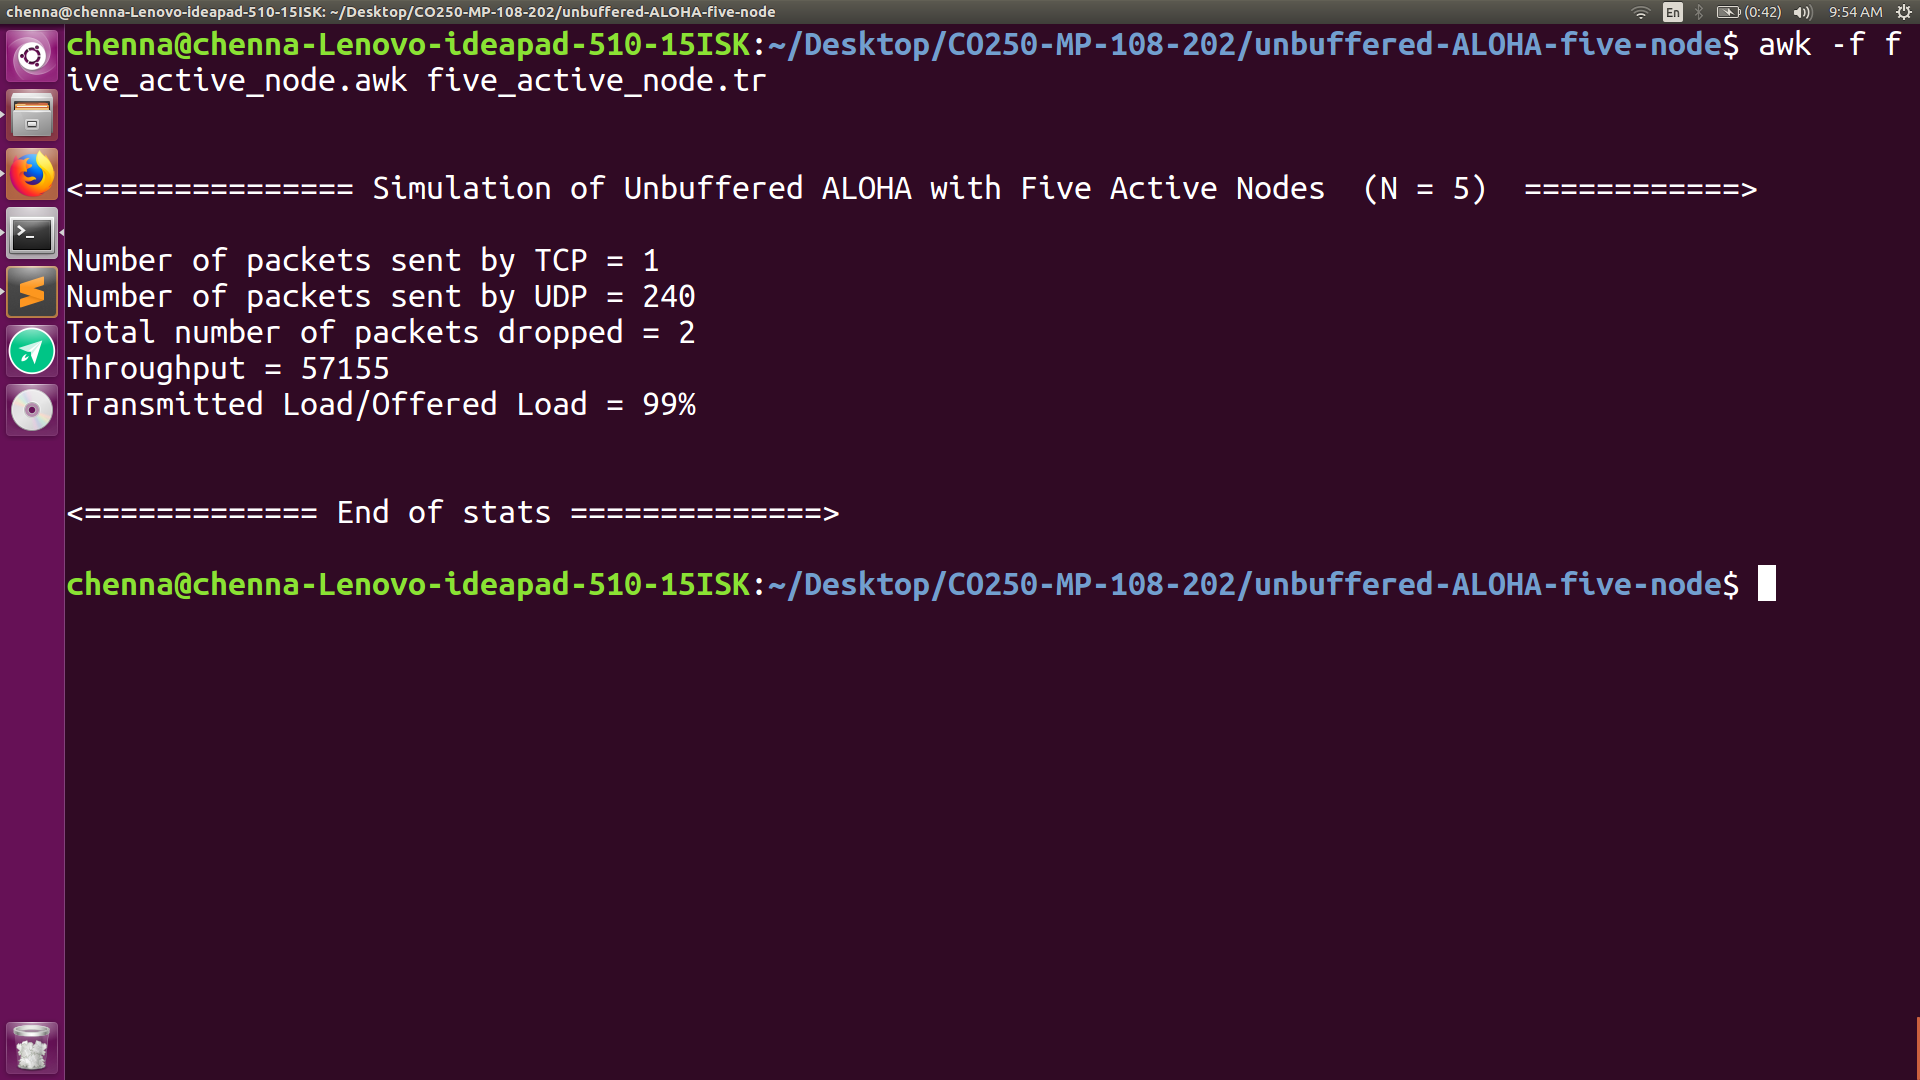 chenna@chenna-Lenovo-ideapad-510-15ISK: ~/Desktop/CO250-MP-108-202/unbuffered-ALOHA-five-node
En
(0:42)
9:54 AM
chenna@chenna-Lenovo-ideapad-510-15ISK:~/Desktop/CO250-MP-108-202/unbuffered-ALOHA-five-node$ awk -f f
ive_active_node.awk five_active_node.tr
<=============== Simulation of Unbuffered ALOHA with Five Active Nodes  (N = 5)  ============>
Number of packets sent by TCP = 1
Number of packets sent by UDP = 240
Total number of packets dropped = 2
Throughput = 57155
Transmitted Load/Offered Load = 99%
<============= End of stats ==============>
chenna@chenna-Lenovo-ideapad-510-15ISK:~/Desktop/CO250-MP-108-202/unbuffered-ALOHA-five-node$